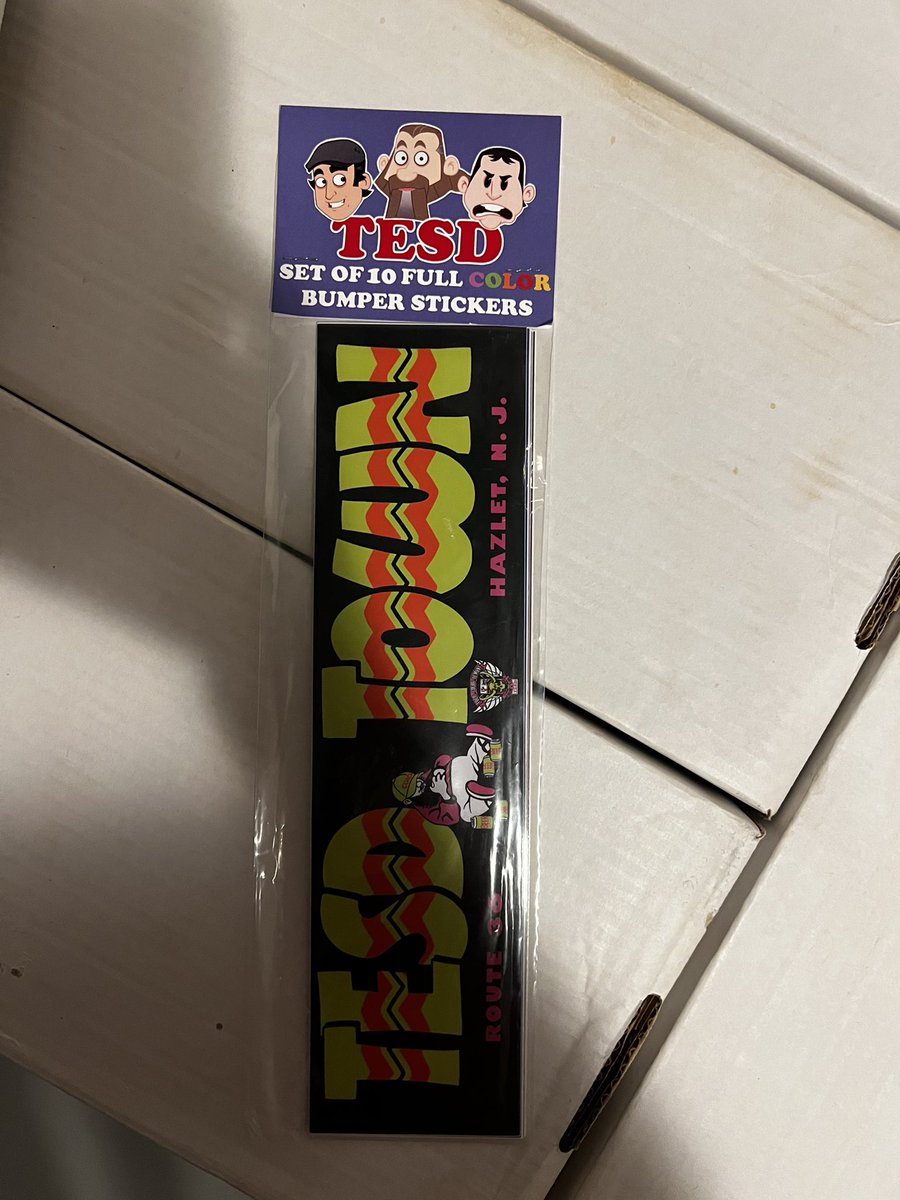 TESD
SET OF 10 FULL COLOR
BUMPER STICKERS
TESD TOWN
ROUTE 36
HAZLET, N. J.